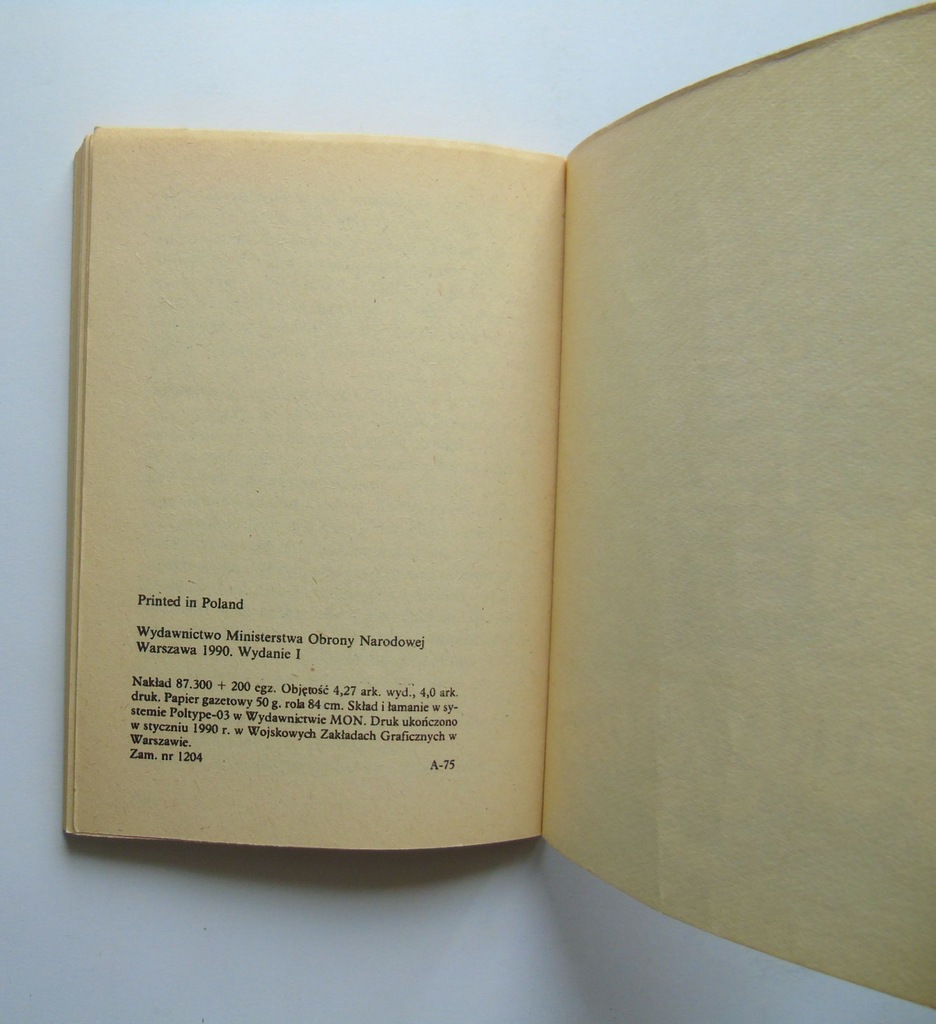 Printed in Poland
Wydawnictwo Ministerstwa Obrony Narodowej
Warszawa 1990. Wydanie I
Nakład 87.300 + 200 egz. Objętość 4,27 ark. wyd., 4,0 ark.
druk. Papier gazetowy 50 g. rola 84 cm. Skład i łamanie w sy-
stemie Poltype-03 w Wydawnictwie MON. Druk ukończono
w styczniu 1990 r. w Wojskowych Zakładach Graficznych w
Warszawie.
Zam. nr 1204
A-75